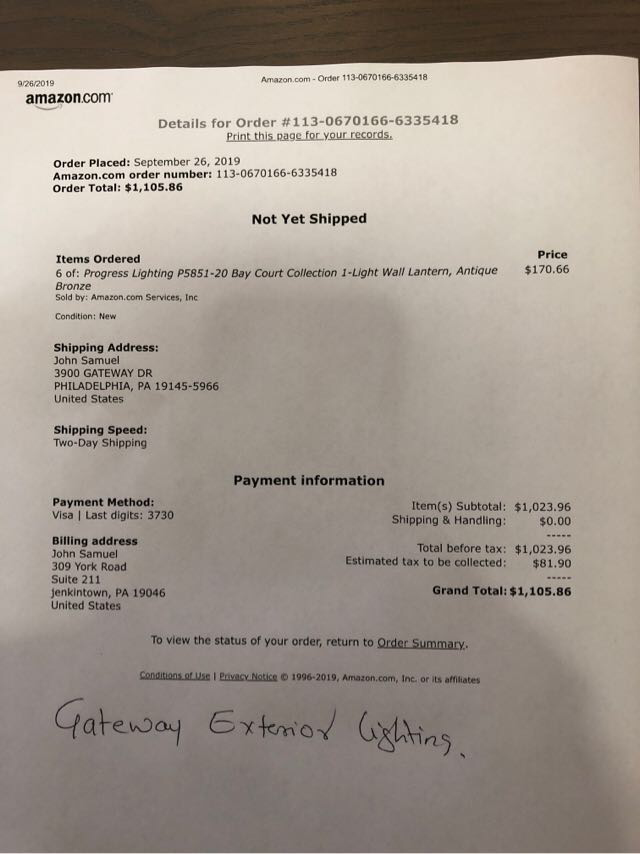 9/26/2019
Amazon.com - Order 113-0670166-6335418
amazon.com
Details for Order #113-0670166-6335418
Print this page for your records.
Order Placed: September 26, 2019
Amazon.com order number: 113-0670166-6335418
Order Total: $1,105.86
Not Yet Shipped
Items Ordered Price
6 of: Progress Lighting P5851-20 Bay Court Collection 1-Light Wall Lantern, Antique $170.66
Bronze
Sold by: Amazon.com Services, Inc
Condition: New
Shipping Address:
John Samuel
3900 GATEWAY DR
PHILADELPHIA, PA 19145-5966
United States
Shipping Speed:
Two-Day Shipping
Payment information
Payment Method:
Visa | Last digits: 3730
Billing address
John Samuel
309 York Road
Suite 211
jenkintown, PA 19046
United States
Item(s) Subtotal: $1,023.96
Shipping & Handling: $0.00
-----
Total before tax: $1,023.96
Estimated tax to be collected: $81.90
-----
Grand Total: $1,105.86
To view the status of your order, return to Order Summary.
Conditions of Use | Privacy Notice © 1996-2019, Amazon.com, Inc. or its affiliates
Gateway Exterior Lighting.